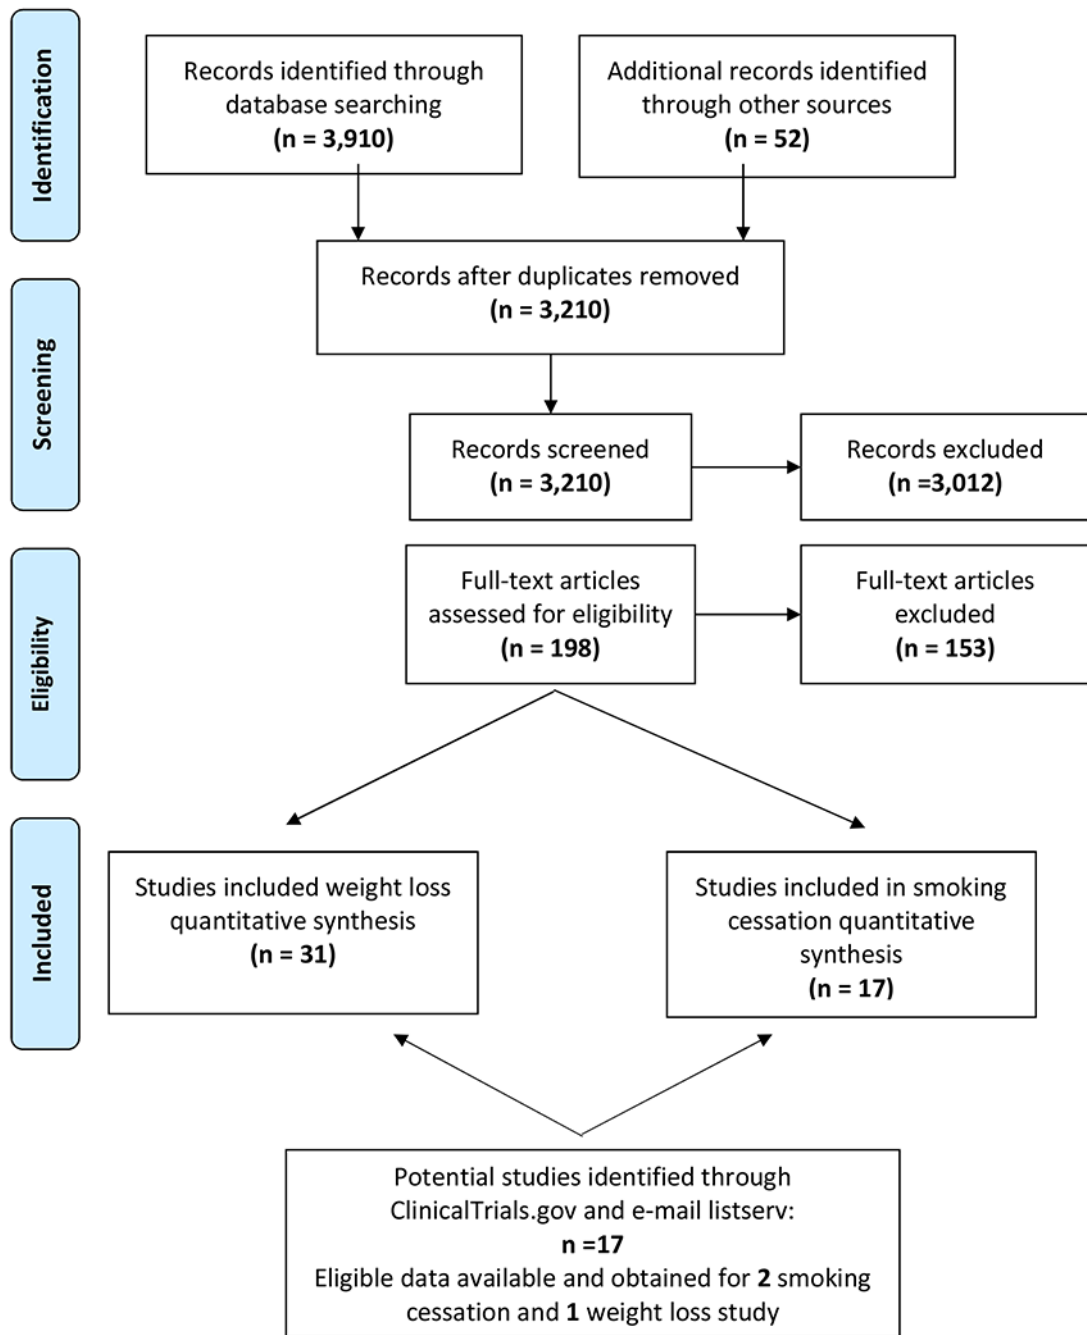 Identification
Records identified through
database searching
(n = 3,910)
Additional records identified
through other sources
(n = 52)
Records after duplicates removed
(n = 3,210)
Screening
Records screened
(n = 3,210)
Records excluded
(n =3,012)
Eligibility
Full-text articles
assessed for eligibility
(n = 198)
Full-text articles
excluded
(n = 153)
Included
Studies included weight loss
quantitative synthesis
(n = 31)
Studies included in smoking
cessation quantitative
synthesis
(n = 17)
Potential studies identified through
ClinicalTrials.gov and e-mail listserv:
n =17
Eligible data available and obtained for 2 smoking
cessation and 1 weight loss study